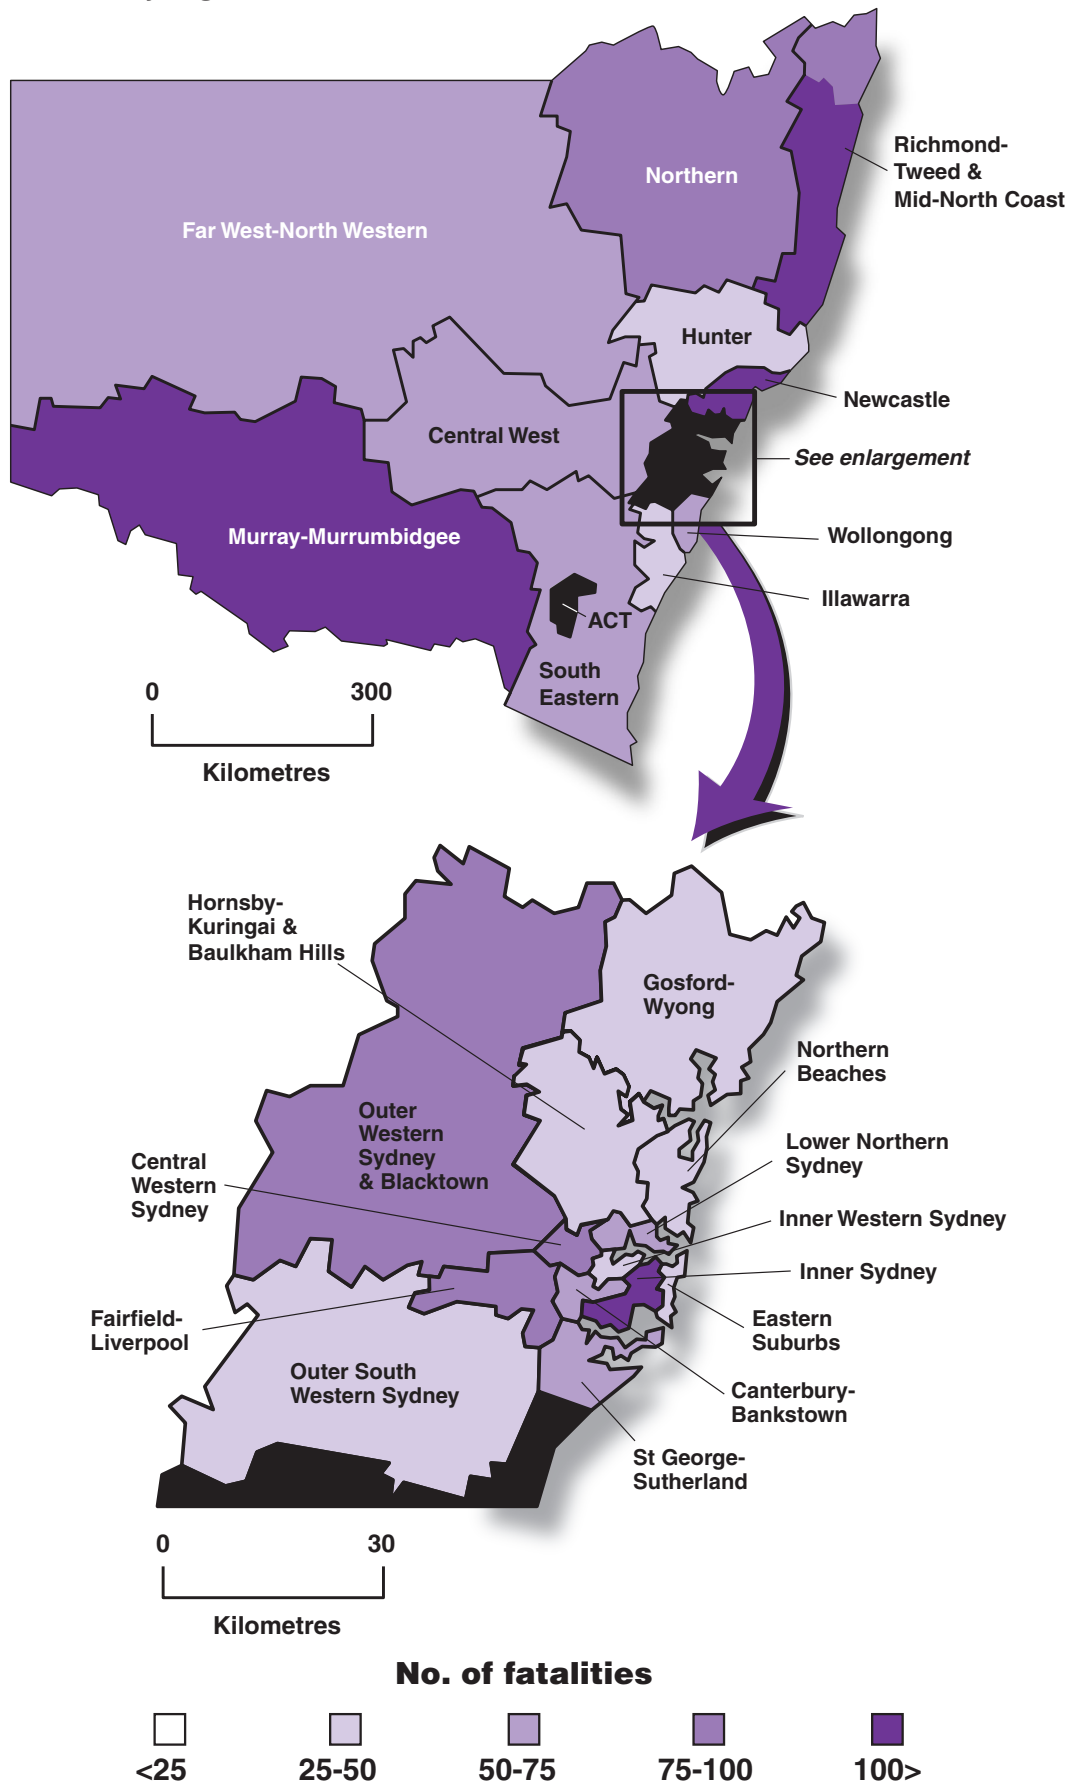 Richmond-
Tweed &
Mid-North Coast
Northern
Far West-North Western
Hunter
Newcastle
Central West
See enlargement
Murray-Murrumbidgee
Wollongong
Illawarra
ACT
South
Eastern
0 300
Kilometres
Hornsby-
Kuringai &
Baulkham Hills
Gosford-
Wyong
Northern
Beaches
Outer
Western
Sydney
& Blacktown
Lower Northern
Sydney
Central
Western
Sydney
Inner Western Sydney
Inner Sydney
Fairfield-
Liverpool
Eastern
Suburbs
Outer South
Western Sydney
Canterbury-
Bankstown
St George-
Sutherland
0 30
Kilometres
No. of fatalities
<25 25-50 50-75 75-100 100>